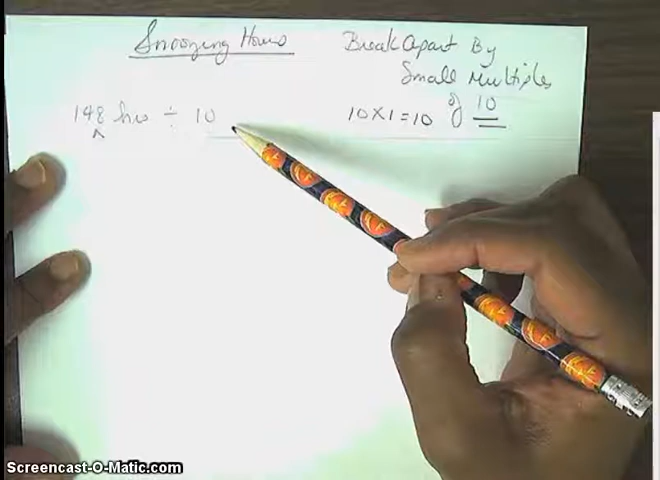 Snoozing Hours
Break Apart By
Small Multiples
of 10
148 hrs ÷ 10
10 × 1 = 10
Screencast-O-Matic.com